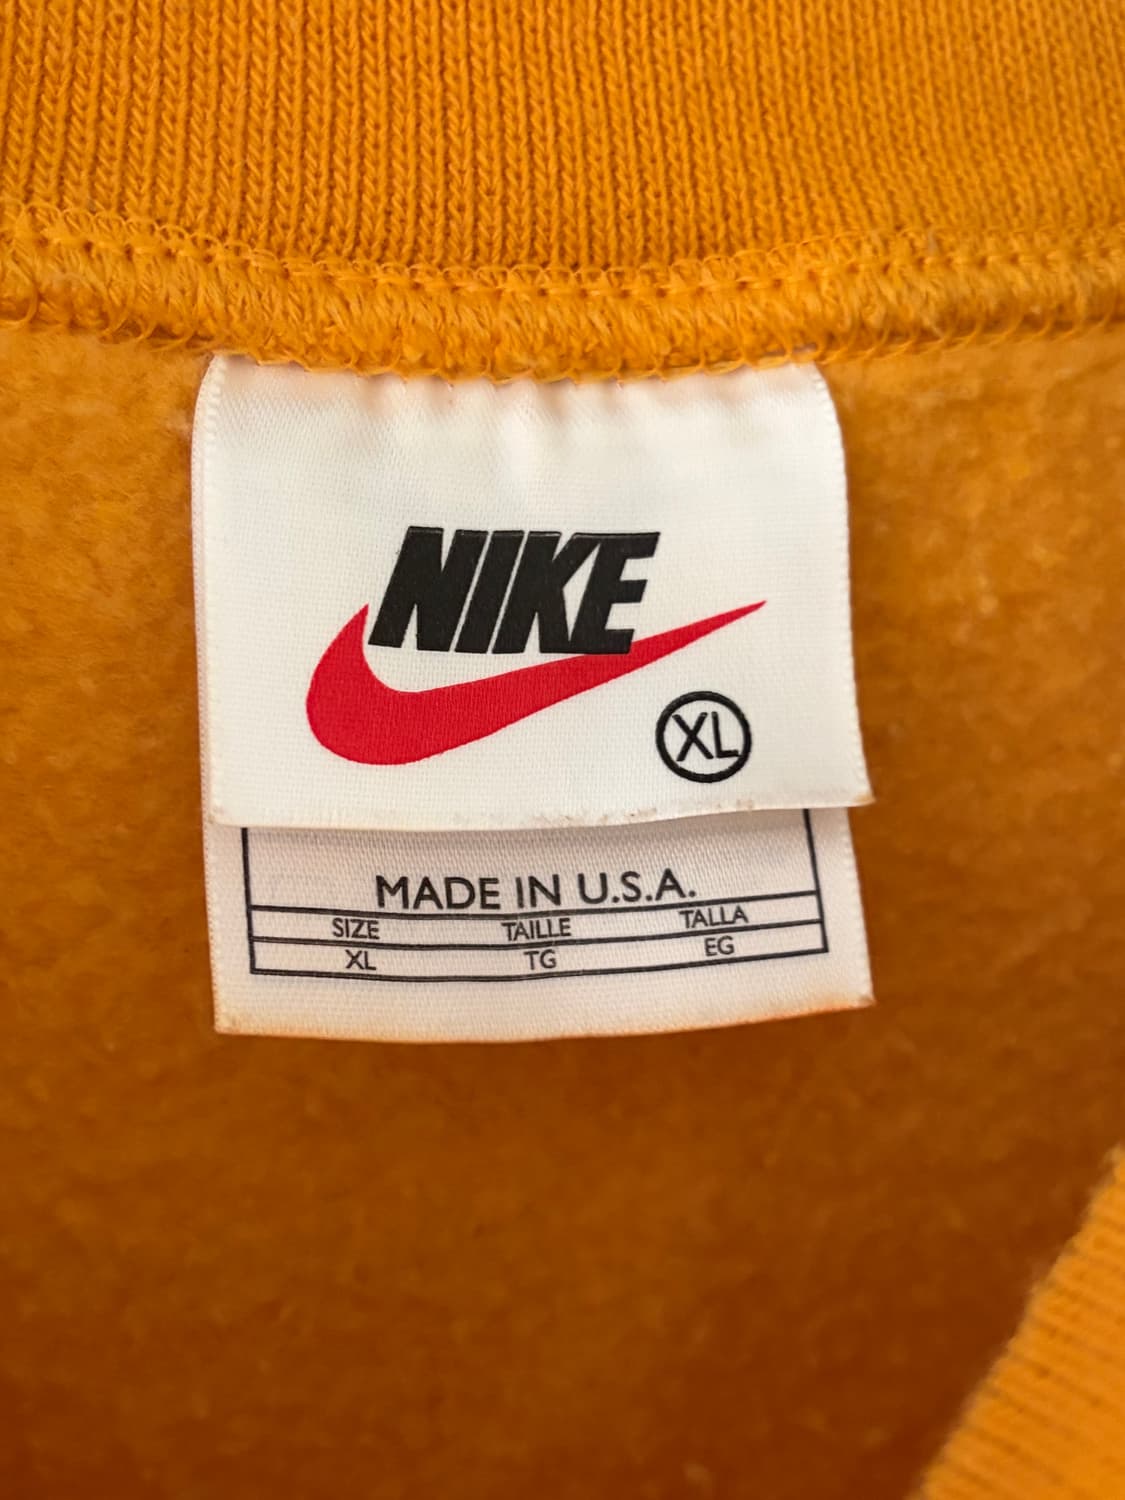 NIKE
XL
MADE IN U.S.A.
SIZE TAILLE TALLA
XL TG EG